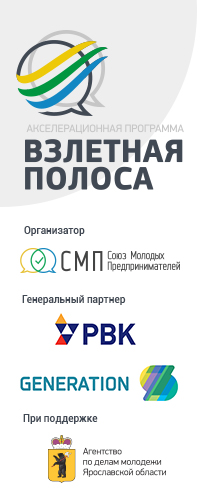 АКСЕЛЕРАЦИОННАЯ ПРОГРАММА
ВЗЛЕТНАЯ
ПОЛОСА
Организатор
СМП Союз Молодых
Предпринимателей
Генеральный партнер
РВК
GENERATION
При поддержке
Агентство
по делам молодежи
Ярославской области